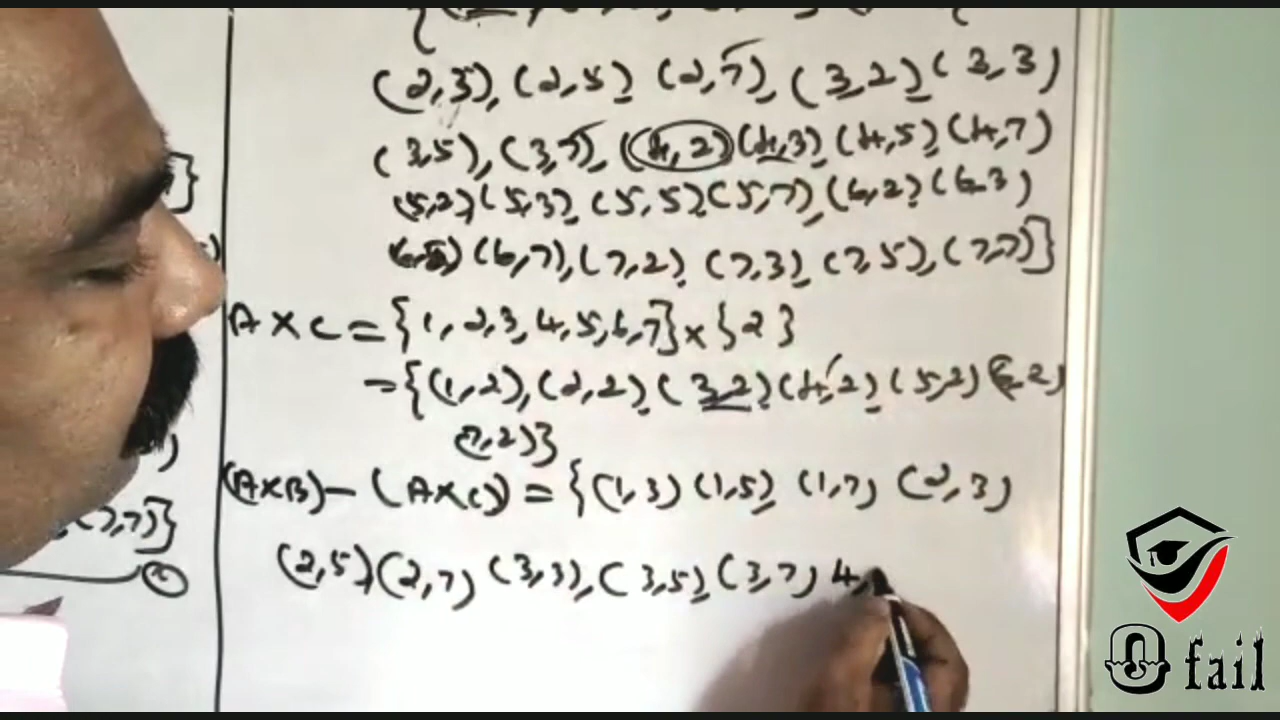 (2,3), (2,5), (2,7), (3,2), (3,3)
(3,5), (3,7), (4,2) (4,3), (4,5), (4,7)
(5,2), (5,3), (5,5), (5,7), (6,2), (6,3)
(6,5) (6,7), (7,2), (7,3), (7,5), (7,7)}
A × C = {1, 2, 3, 4, 5, 6, 7} × {2}
= {(1,2), (2,2), (3,2), (4,2), (5,2) (6,2)
(7,2)}
(A×B) - (A×C) = {(1,3) (1,5), (1,7) (2,3)
(2,5), (2,7) (3,3), (3,5), (3,7) 4,
(7,7)}
2
0 fail